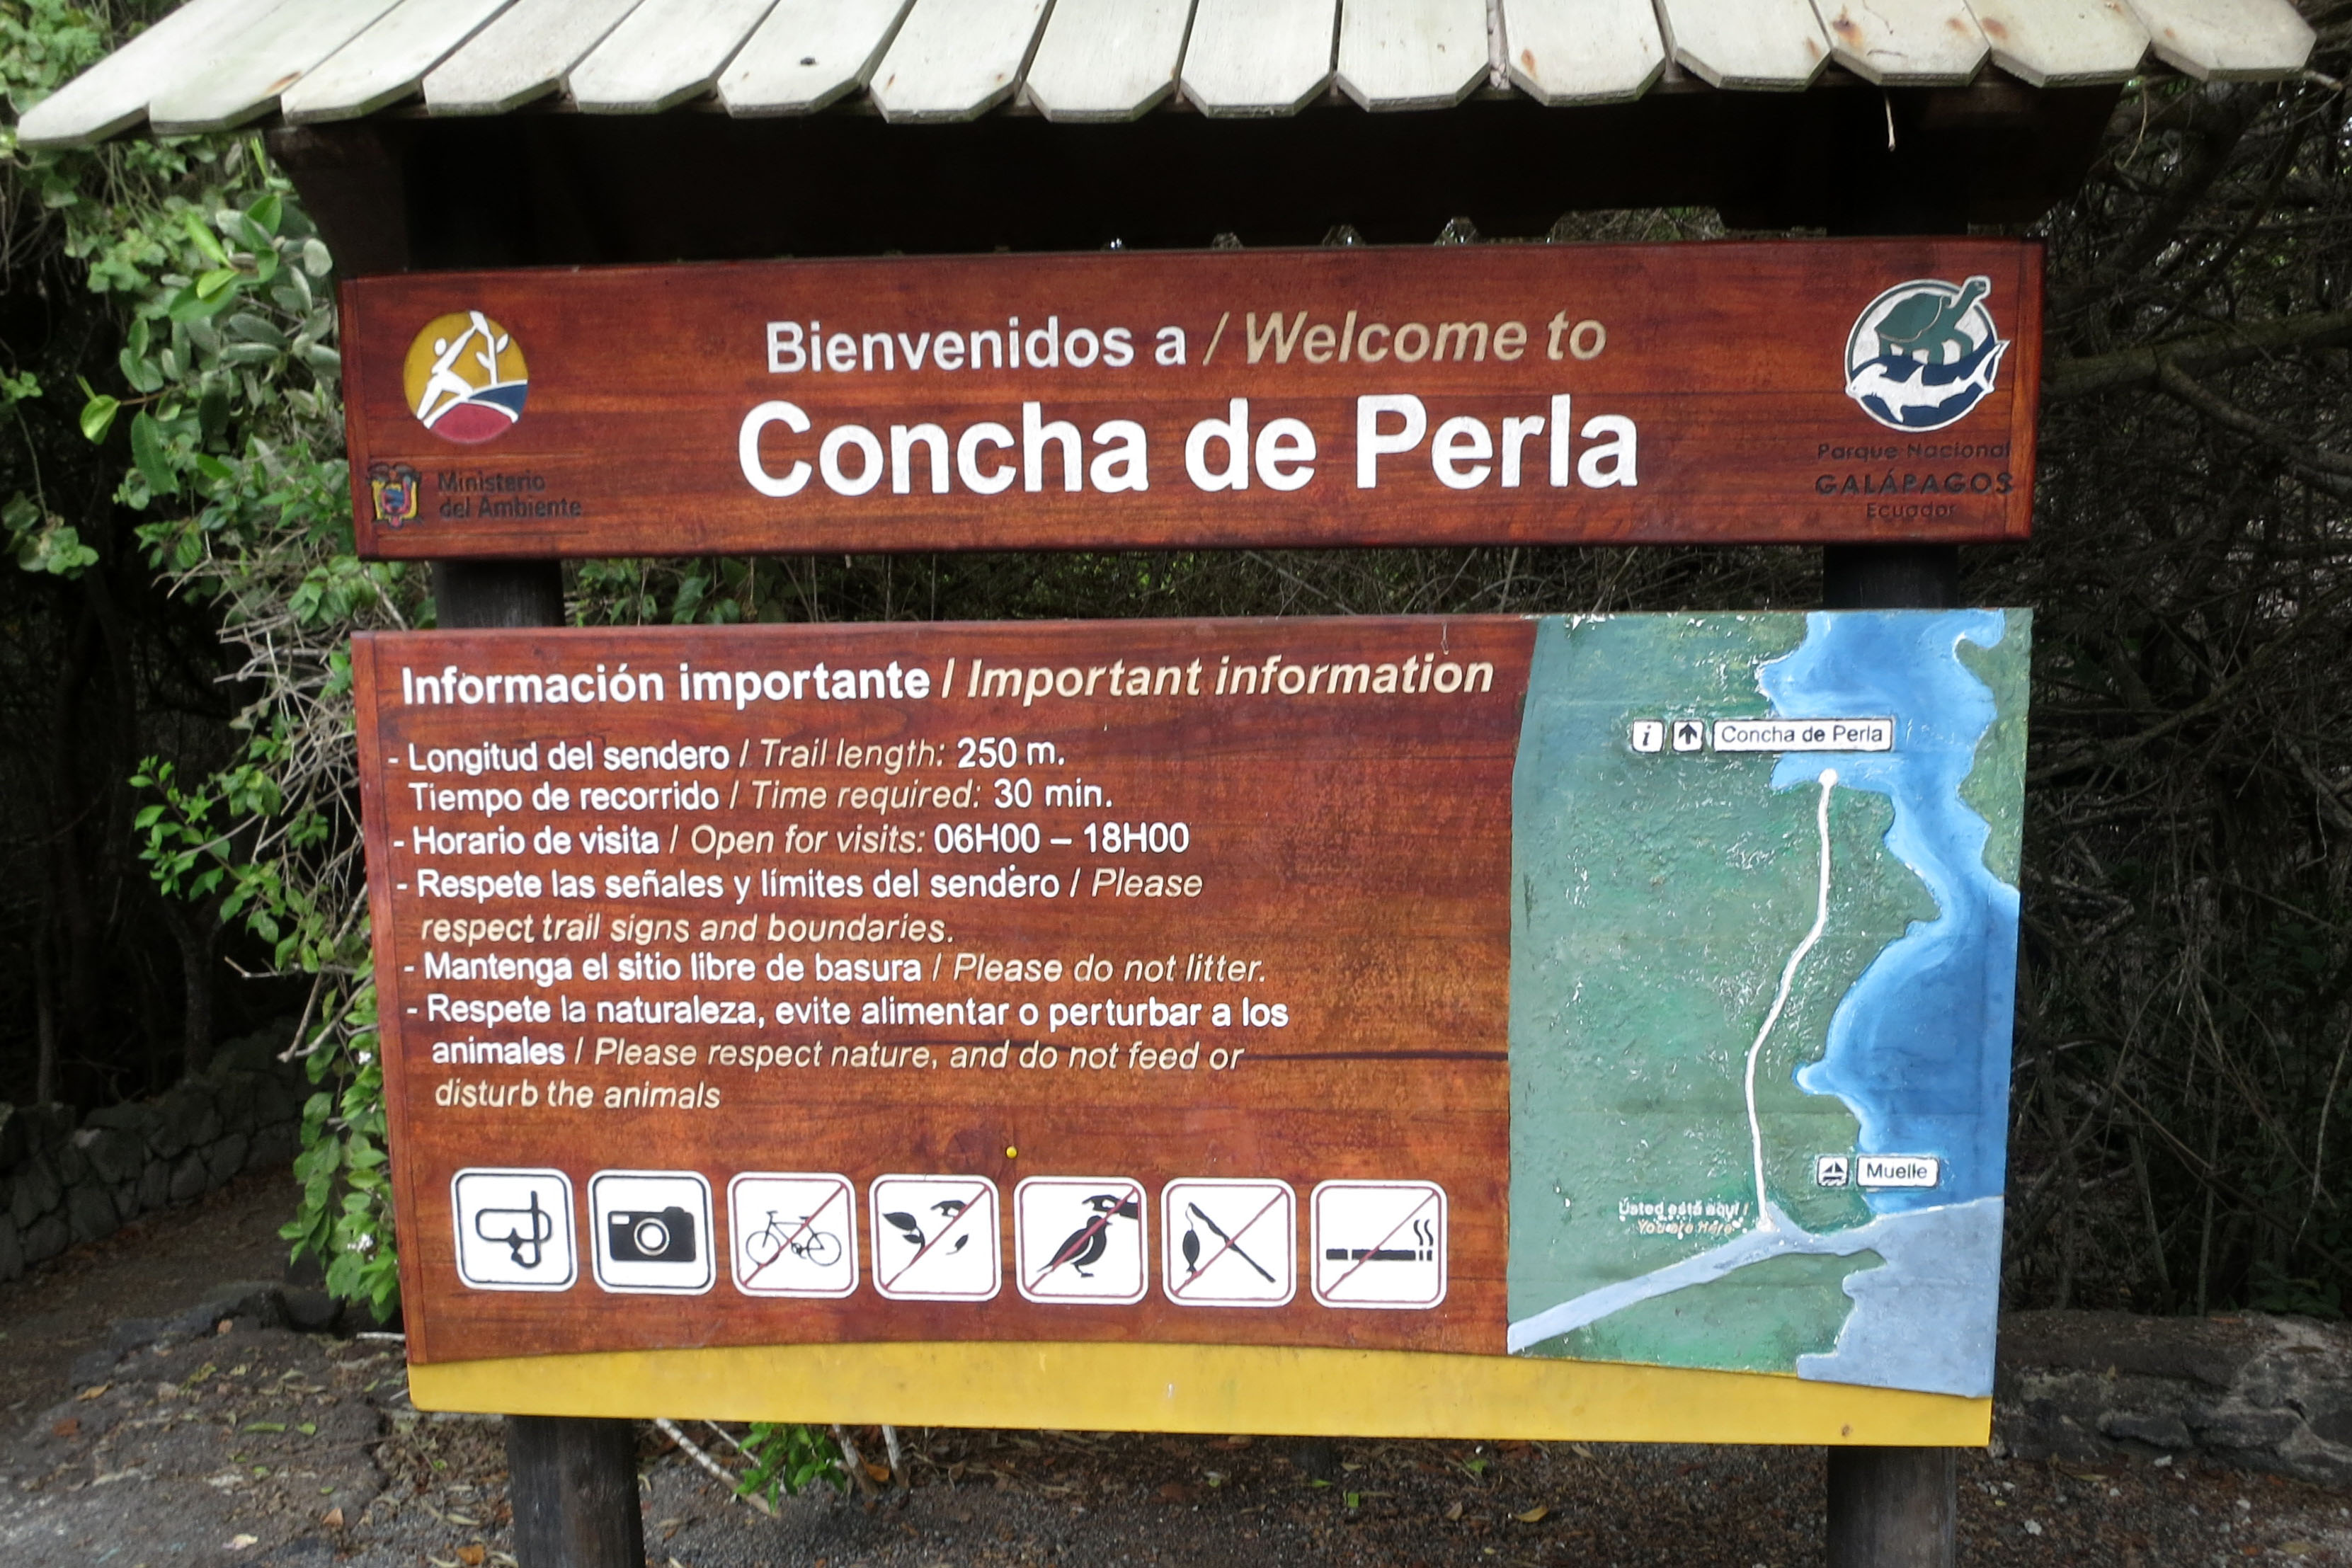 Bienvenidos a / Welcome to
Concha de Perla
Ministerio
del Ambiente
Parque Nacional
GALÁPAGOS
Ecuador
Información importante / Important information
- Longitud del sendero / Trail length: 250 m.
Tiempo de recorrido / Time required: 30 min.
- Horario de visita / Open for visits: 06H00 – 18H00
- Respete las señales y límites del sendero / Please
respect trail signs and boundaries.
- Mantenga el sitio libre de basura / Please do not litter.
- Respete la naturaleza, evite alimentar o perturbar a los
animales / Please respect nature, and do not feed or
disturb the animals
i Concha de Perla
Muelle
Usted está aquí /
You are Here